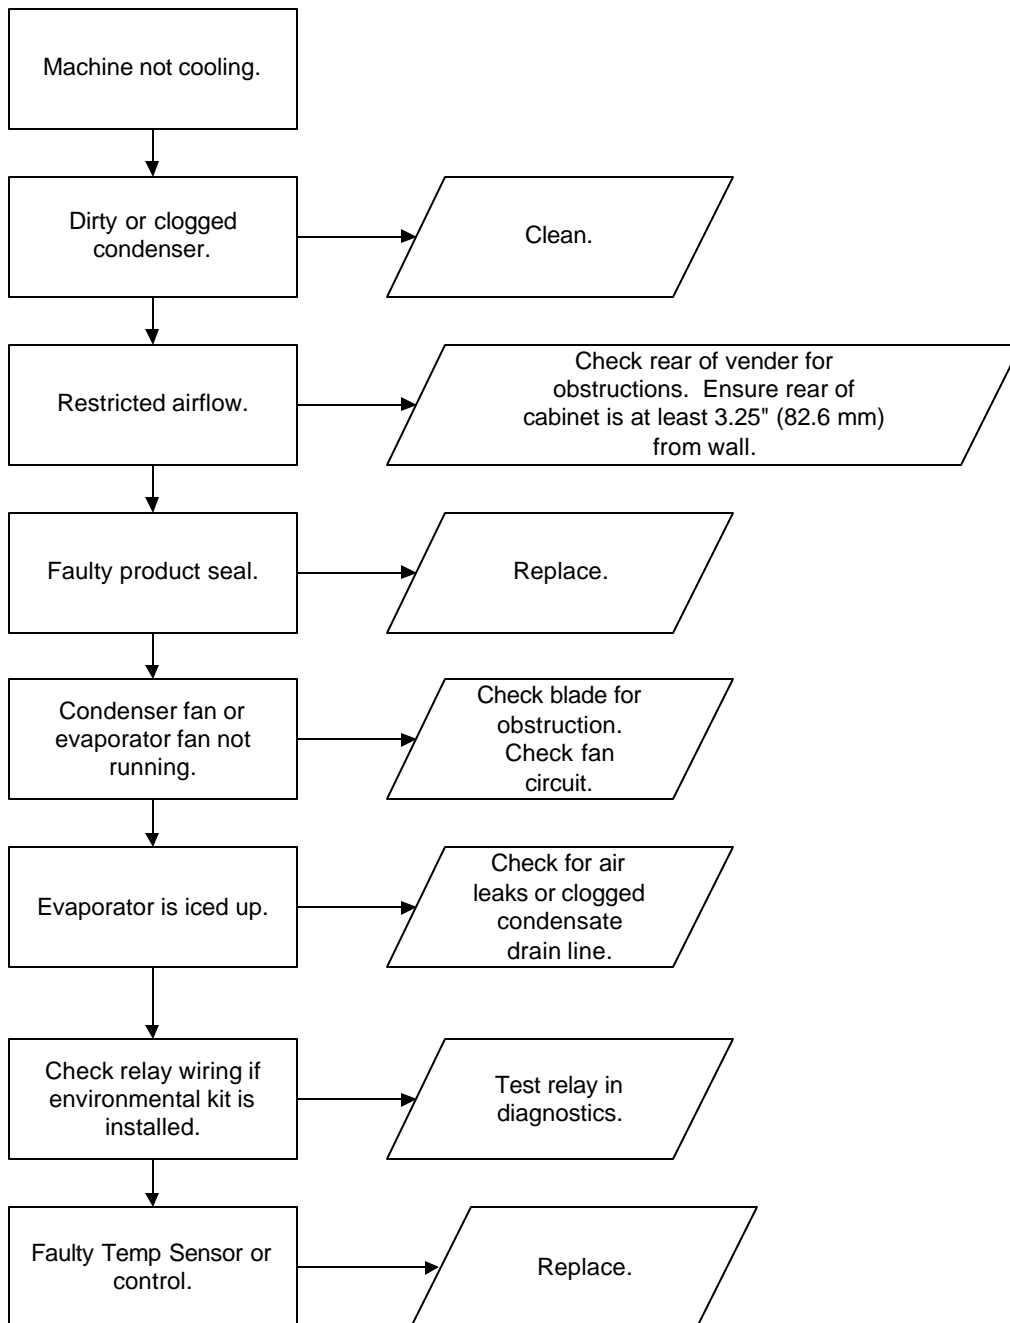 Machine not cooling.
Dirty or clogged
condenser.
Clean.
Restricted airflow.
Check rear of vender for
obstructions.  Ensure rear of
cabinet is at least 3.25" (82.6 mm)
from wall.
Faulty product seal.
Replace.
Condenser fan or
evaporator fan not
running.
Check blade for
obstruction.
Check fan
circuit.
Evaporator is iced up.
Check for air
leaks or clogged
condensate
drain line.
Check relay wiring if
environmental kit is
installed.
Test relay in
diagnostics.
Faulty Temp Sensor or
control.
Replace.